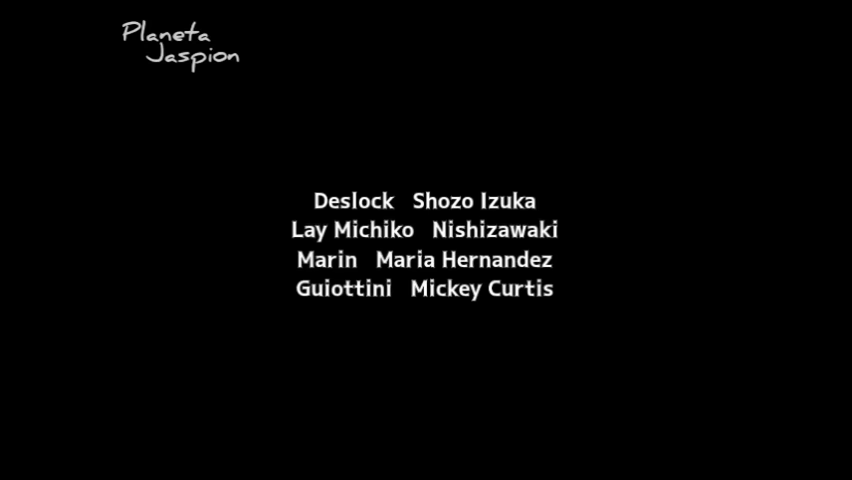 Planeta
Jaspion
Deslock Shozo Izuka
Lay Michiko Nishizawaki
Marin Maria Hernandez
Guiottini Mickey Curtis